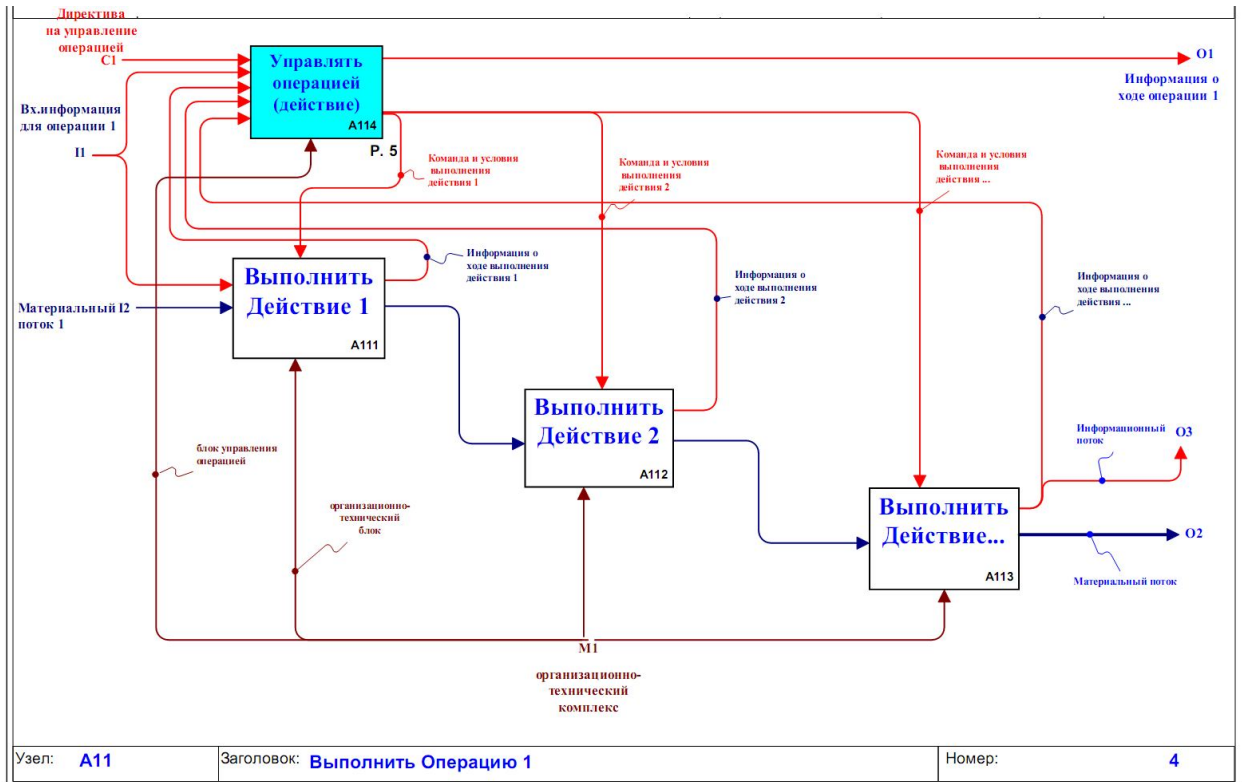 Директива
на управление
операцией
C1
Управлять
операцией
(действие)
A114
P. 5
O1
Информация о
ходе операции 1
Вх.информация
для операции 1
I1
Команда и условия
выполнения
действия 1
Команда и условия
выполнения
действия 2
Команда и условия
выполнения
действия ...
Выполнить
Действие 1
A111
Информация о
ходе выполнения
действия 1
Информация о
ходе выполнения
действия 2
Информация о
ходе выполнения
действия ...
Материальный I2
поток 1
Выполнить
Действие 2
A112
блок управления
операцией
организационно-
технический
блок
Информационный
поток
O3
Выполнить
Действие...
A113
O2
Материальный поток
M1
организационно-
технический
комплекс
Узел: A11
Заголовок: Выполнить Операцию 1
Номер: 4